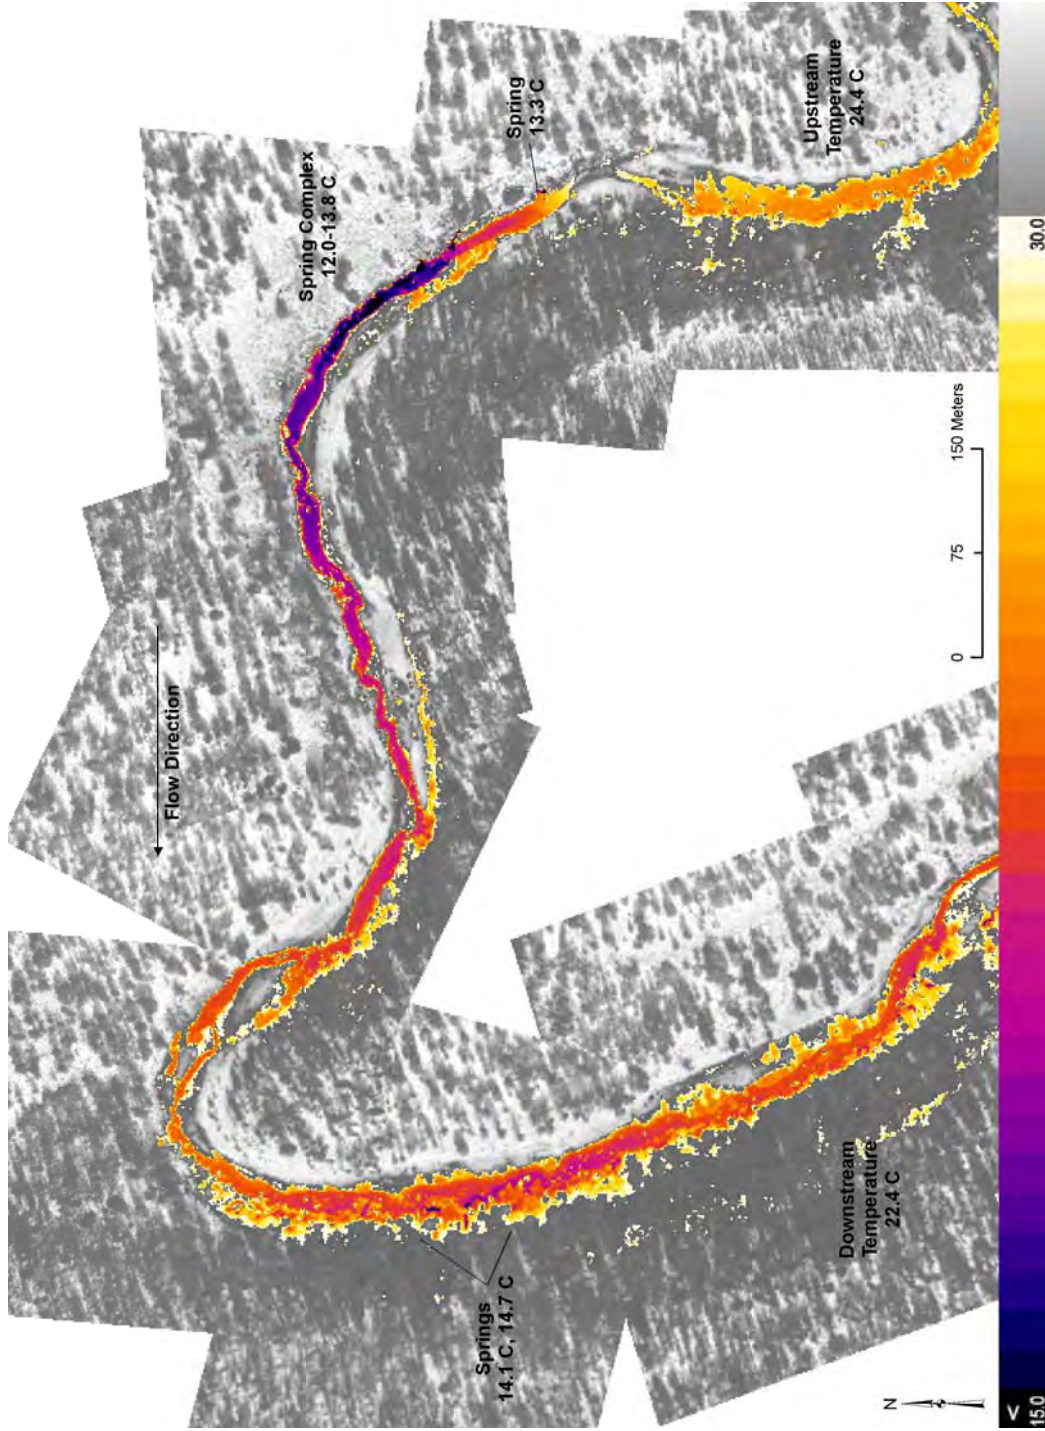 Upstream
Temperature
24.4 C
Spring
13.3 C
Spring Complex
12.0-13.8 C
Flow Direction
Springs
14.1 C, 14.7 C
Downstream
Temperature
22.4 C
0 75 150 Meters
N
<
15.0
30.0